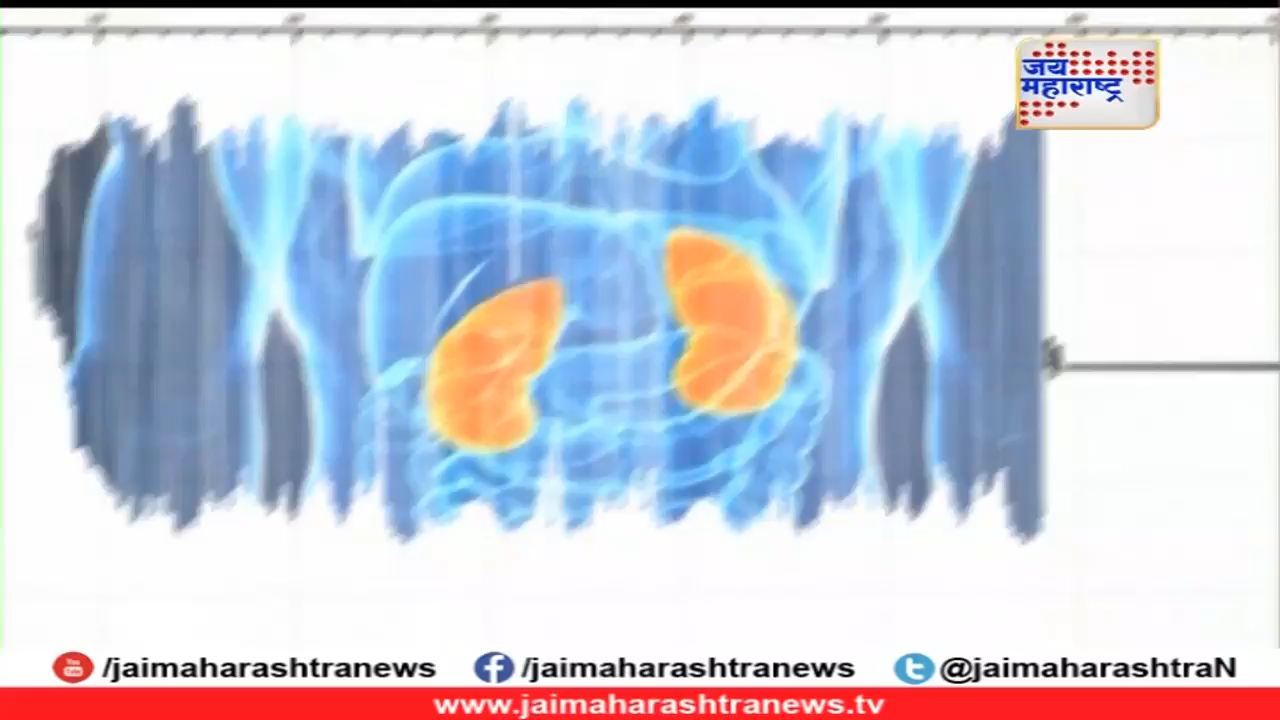 जय
महाराष्ट्र
/jaimaharashtranews /jaimaharashtranews @jaimaharashtraN
www.jaimaharashtranews.tv